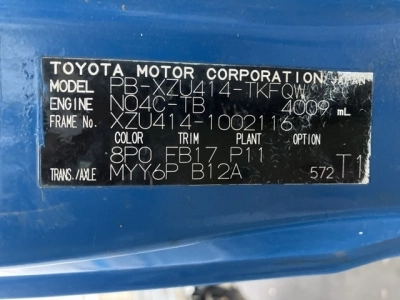 TOYOTA MOTOR CORPORATION JAPAN
MODEL PB-XZU414-TKFQW
ENGINE N04C-TB 4009 mL
FRAME No. XZU414-1002116
COLOR TRIM PLANT OPTION
8P0 FB17 P11
TRANS./AXLE MYY6P B12A 572 T1